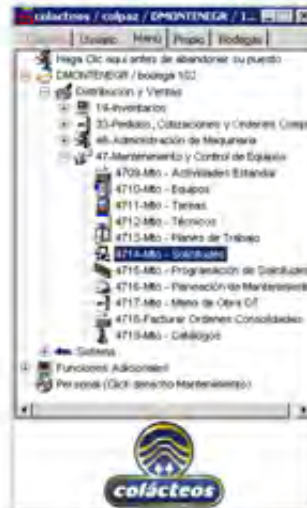 colacteos / colpaz / DMONTENEGR / 1...
Usuario Menú Propio Bodegas
Haga Clic aquí antes de abandonar su puesto
DMONTENEGR / bodega 102
Distribución y Ventas
19-Inventarios
33-Pedidos, Cotizaciones y Ordenes Comp
46-Administración de Maquinaria
47-Mantenimiento y Control de Equipos
4709-Mto - Actividades Estandar
4710-Mto - Equipos
4711-Mto - Tareas
4712-Mto - Técnicos
4713-Mto - Planes de Trabajo
4714-Mto - Solicitudes
4715-Mto - Programación de Solicitudes
4716-Mto - Planeación de Mantenimiento
4717-Mto - Mano de Obra OT
4718-Facturar Ordenes Consolidadas
4719-Mto - Catálogos
Sistema
Funciones Adicionales
Personal (Click derecho Mantenimiento)
colácteos